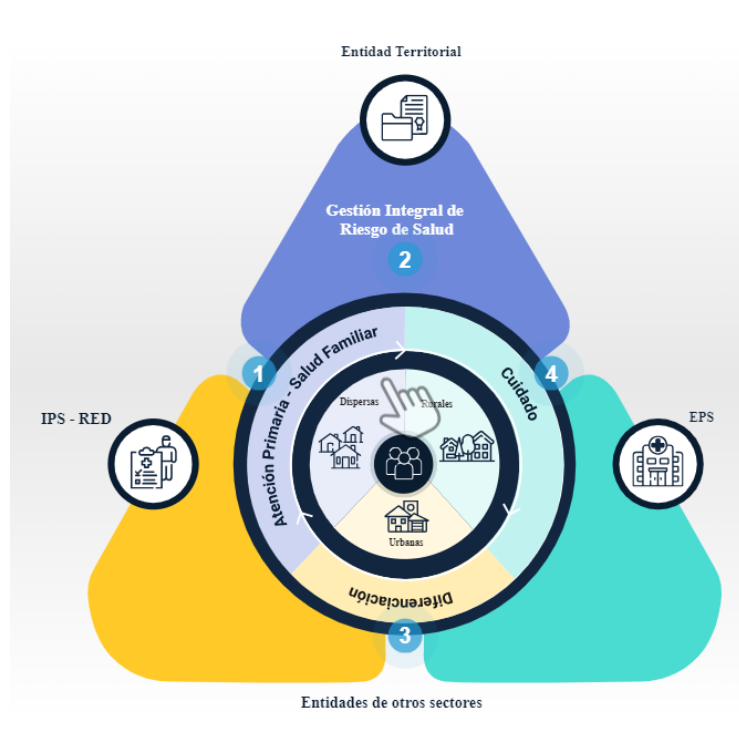 Entidad Territorial
Gestión Integral de
Riesgo de Salud
2
1
4
Atención Primaria - Salud Familiar
Cuidado
Dispersas
Rurales
IPS - RED
EPS
Urbanas
Diferenciación
3
Entidades de otros sectores